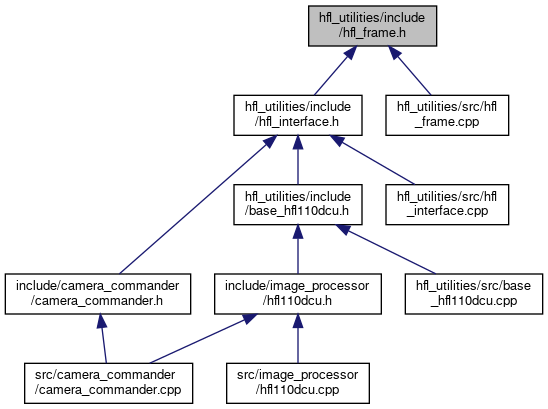 hfl_utilities/include
/hfl_frame.h
hfl_utilities/include
/hfl_interface.h
hfl_utilities/src/hfl
_frame.cpp
hfl_utilities/include
/base_hfl110dcu.h
hfl_utilities/src/hfl
_interface.cpp
include/camera_commander
/camera_commander.h
include/image_processor
/hfl110dcu.h
hfl_utilities/src/base
_hfl110dcu.cpp
src/camera_commander
/camera_commander.cpp
src/image_processor
/hfl110dcu.cpp